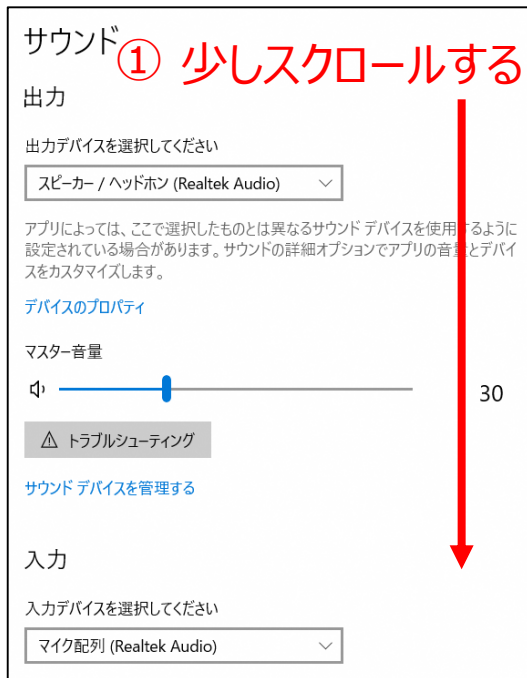 サウンド
① 少しスクロールする
出力
出力デバイスを選択してください
スピーカー / ヘッドホン (Realtek Audio)
アプリによっては、ここで選択したものとは異なるサウンド デバイスを使用するように
設定されている場合があります。サウンドの詳細オプションでアプリの音量とデバイ
スをカスタマイズします。
デバイスのプロパティ
マスター音量
30
トラブルシューティング
サウンド デバイスを管理する
入力
入力デバイスを選択してください
マイク配列 (Realtek Audio)